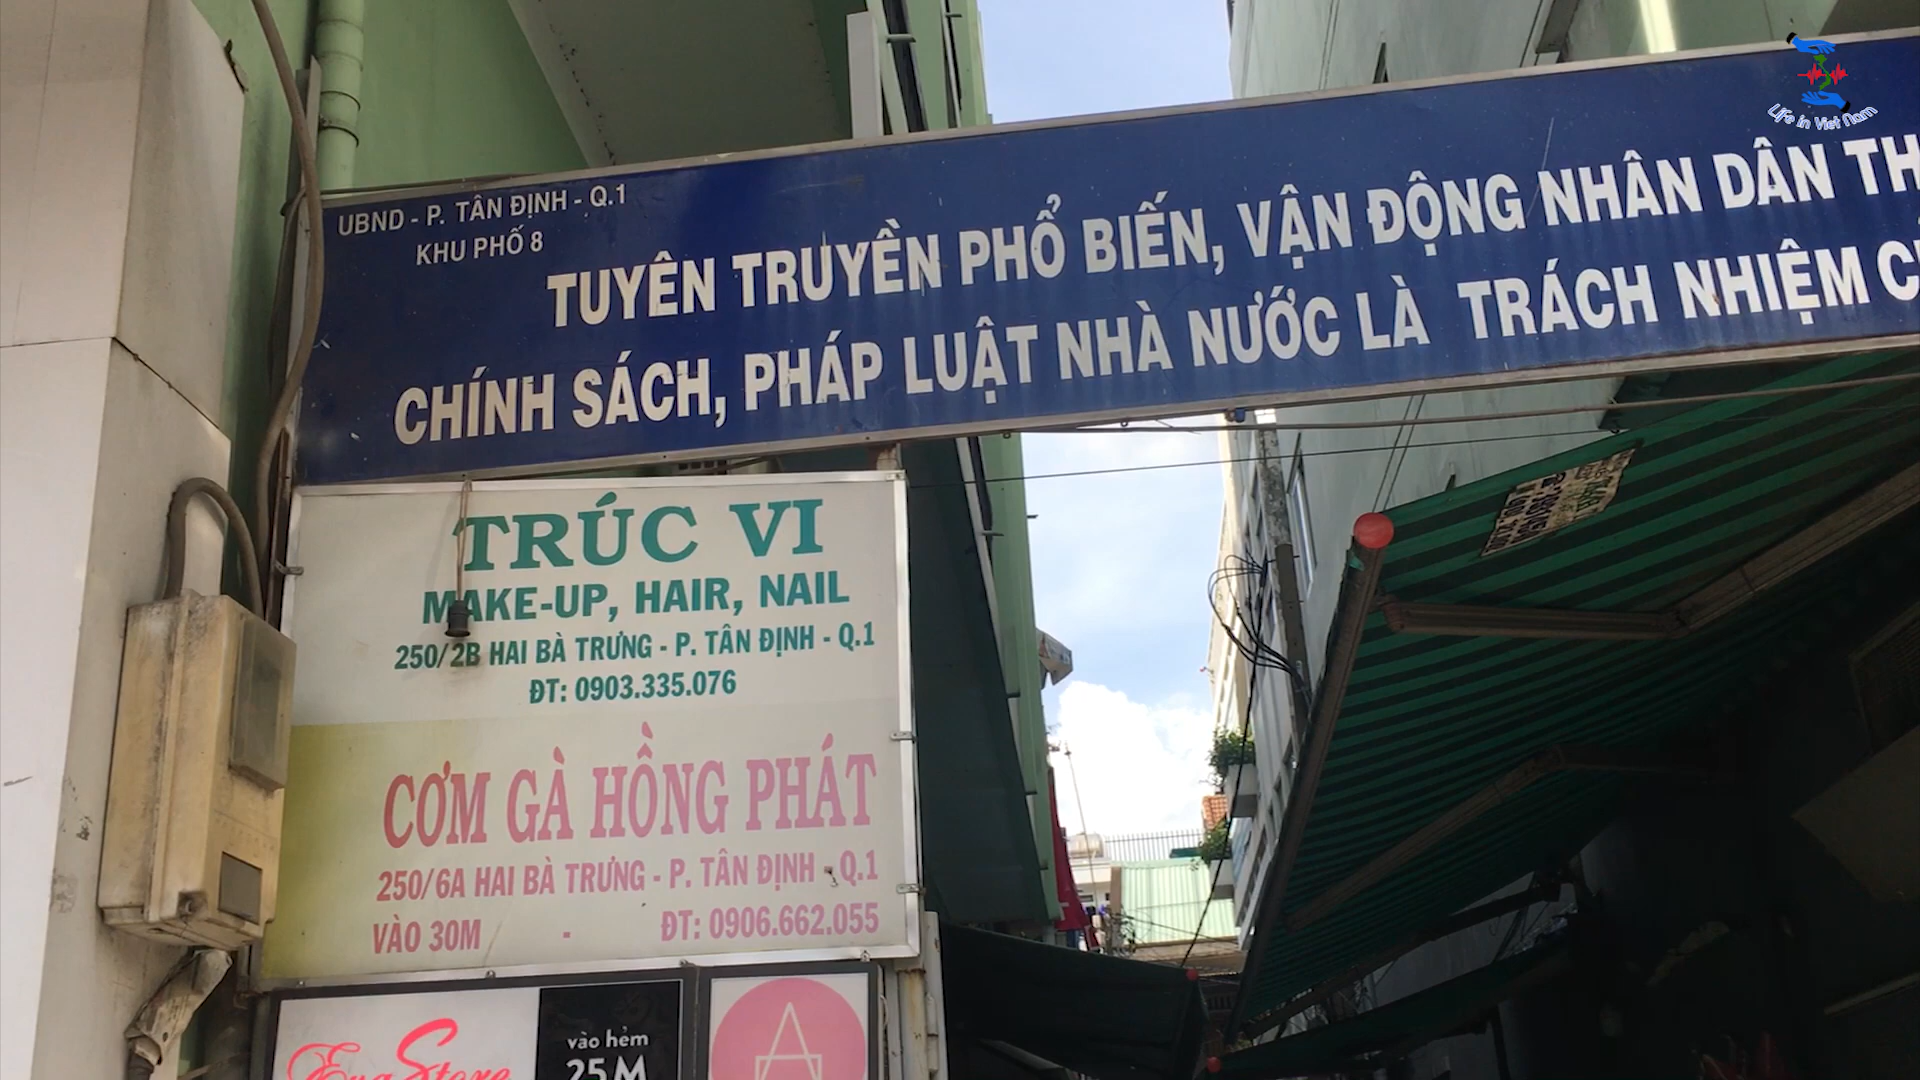 Life in Viet Nam
UBND - P. TÂN ĐỊNH - Q.1
KHU PHỐ 8
TUYÊN TRUYỀN PHỔ BIẾN, VẬN ĐỘNG NHÂN DÂN TH
CHÍNH SÁCH, PHÁP LUẬT NHÀ NƯỚC LÀ TRÁCH NHIỆM
TRÚC VI
MAKE-UP, HAIR, NAIL
250/2B HAI BÀ TRƯNG - P. TÂN ĐỊNH - Q.1
ĐT: 0903.335.076
CƠM GÀ HỒNG PHÁT
250/6A HAI BÀ TRƯNG - P. TÂN ĐỊNH - Q.1
VÀO 30M - ĐT: 0906.662.055
Eva Store
vào hẻm
25M